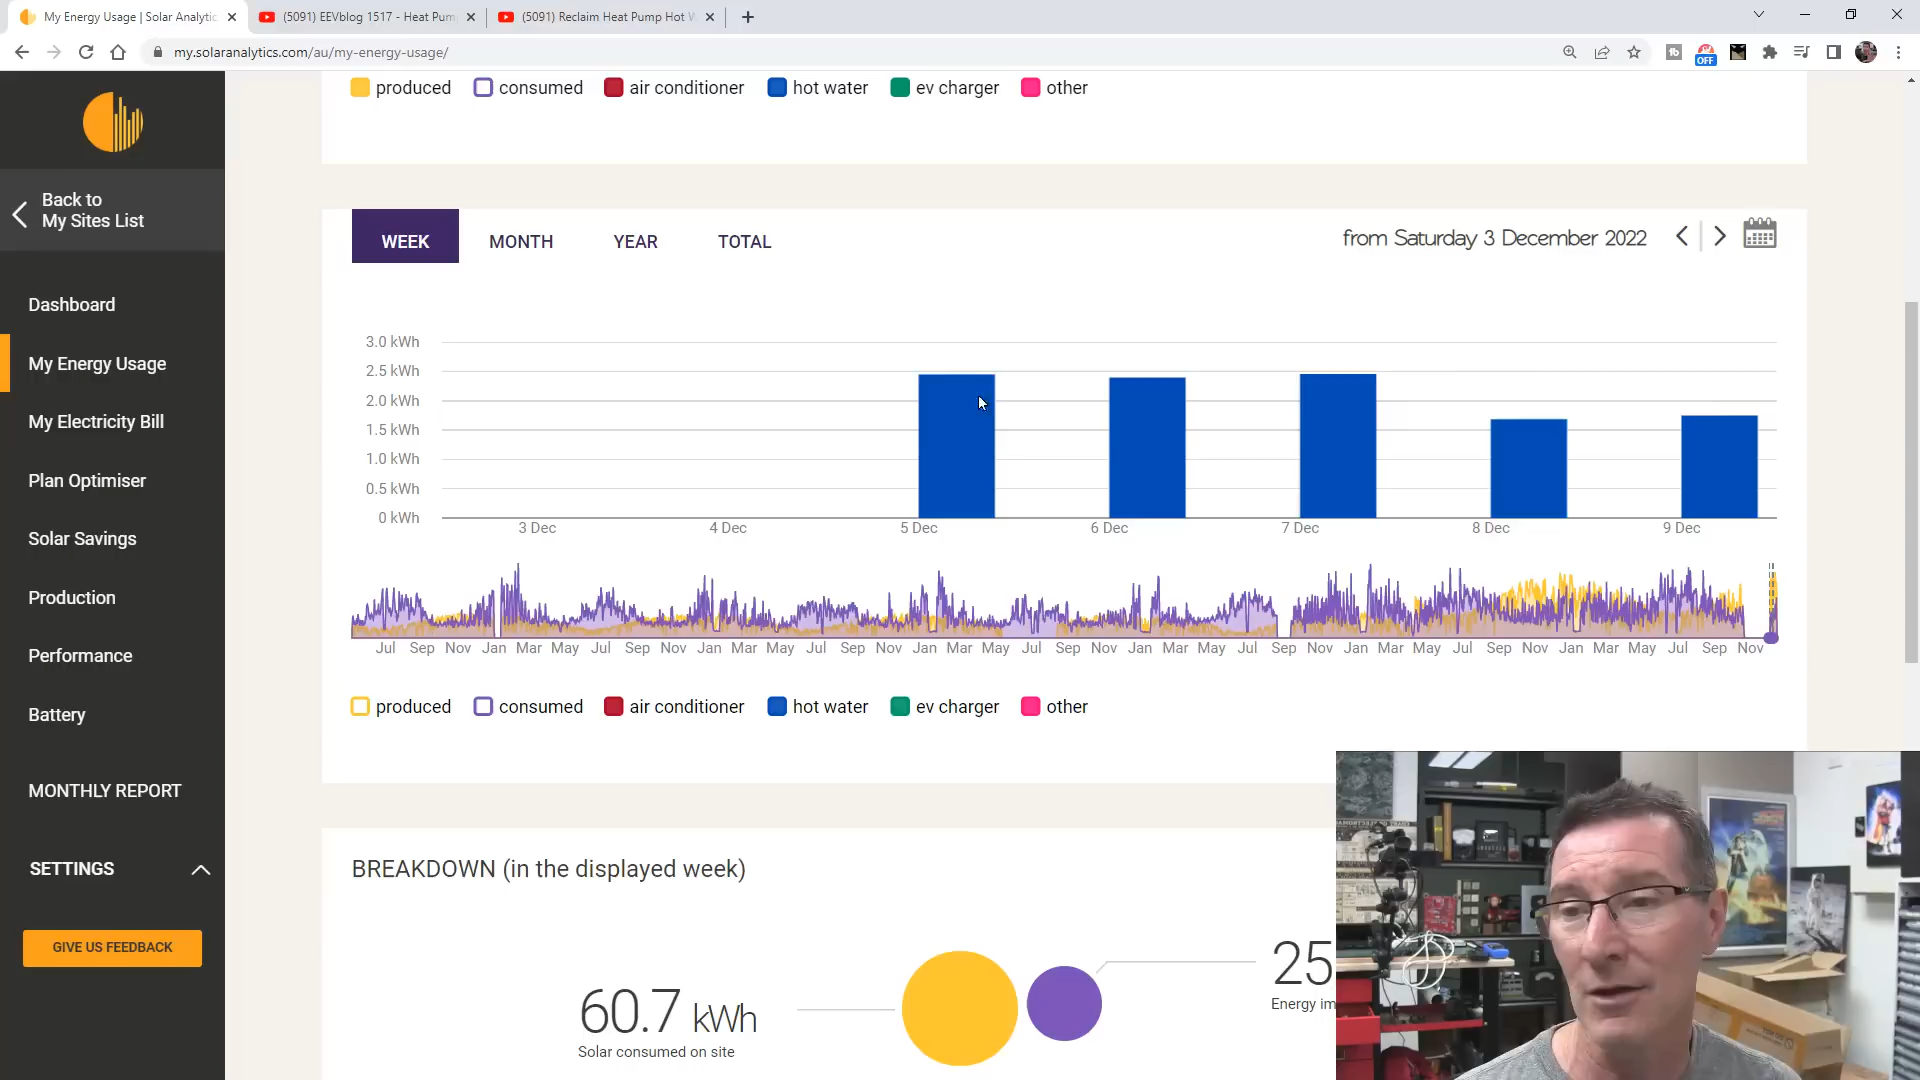 My Energy Usage | Solar Analytic
(5091) EEVblog 1517 - Heat Pum
(5091) Reclaim Heat Pump Hot W
my.solaranalytics.com/au/my-energy-usage/
OFF
produced consumed air conditioner hot water ev charger other
Back to
My Sites List
WEEK MONTH YEAR TOTAL
from Saturday 3 December 2022
Dashboard
My Energy Usage
My Electricity Bill
Plan Optimiser
Solar Savings
Production
Performance
Battery
MONTHLY REPORT
SETTINGS
GIVE US FEEDBACK
3.0 kWh
2.5 kWh
2.0 kWh
1.5 kWh
1.0 kWh
0.5 kWh
0 kWh
3 Dec 4 Dec 5 Dec 6 Dec 7 Dec 8 Dec 9 Dec
Jul Sep Nov Jan Mar May Jul Sep Nov Jan Mar May Jul Sep Nov Jan Mar May Jul Sep Nov Jan Mar May Jul Sep Nov Jan Mar May Jul Sep Nov Jan Mar May Jul Sep Nov
produced consumed air conditioner hot water ev charger other
BREAKDOWN (in the displayed week)
60.7 kWh
Solar consumed on site
25
Energy im